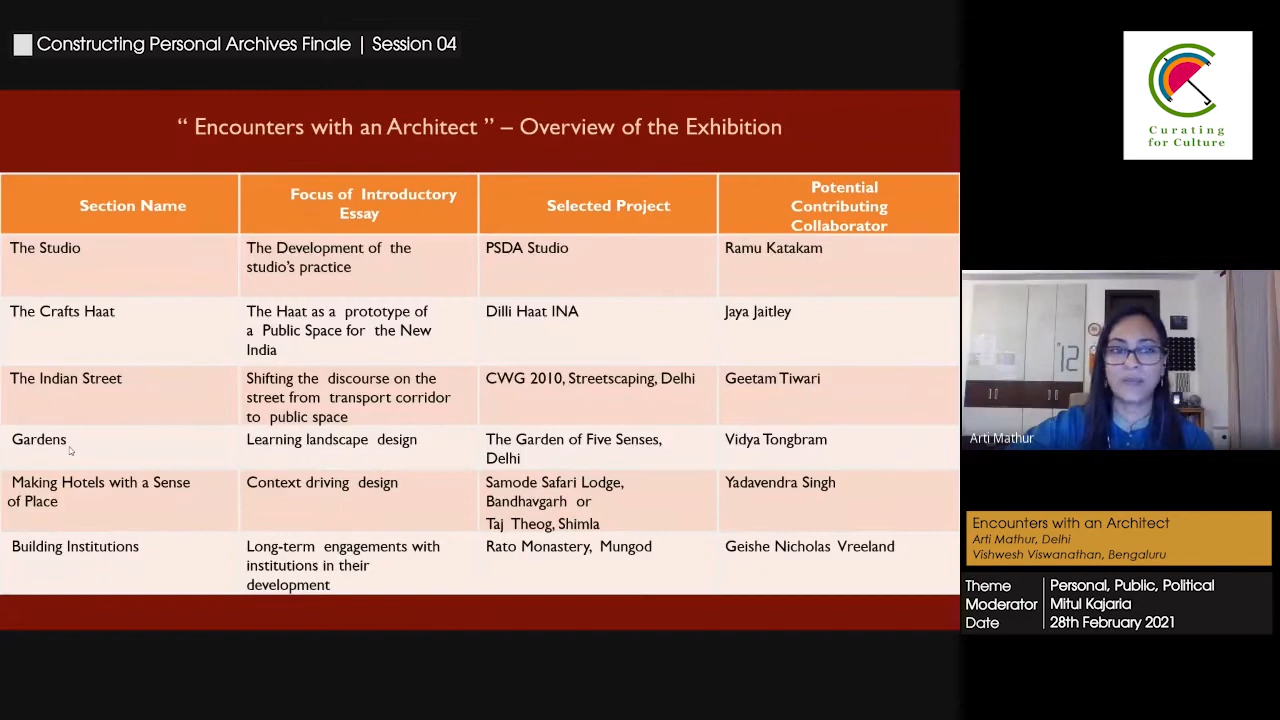 Constructing Personal Archives Finale | Session 04
“ Encounters with an Architect ” – Overview of the Exhibition
Section Name
Focus of Introductory
Essay
Selected Project
Potential
Contributing
Collaborator
The Studio
The Development of the
studio’s practice
PSDA Studio
Ramu Katakam
The Crafts Haat
The Haat as a prototype of
a Public Space for the New
India
Dilli Haat INA
Jaya Jaitley
The Indian Street
Shifting the discourse on the
street from transport corridor
to public space
CWG 2010, Streetscaping, Delhi
Geetam Tiwari
Gardens
Learning landscape design
The Garden of Five Senses,
Delhi
Vidya Tongbram
Making Hotels with a Sense
of Place
Context driving design
Samode Safari Lodge,
Bandhavgarh or
Taj Theog, Shimla
Yadavendra Singh
Building Institutions
Long-term engagements with
institutions in their
development
Rato Monastery, Mungod
Geishe Nicholas Vreeland
Curating
for Culture
12
Arti Mathur
Encounters with an Architect
Arti Mathur, Delhi
Vishwesh Viswanathan, Bengaluru
Theme Personal, Public, Political
Moderator Mitul Kajaria
Date 28th February 2021